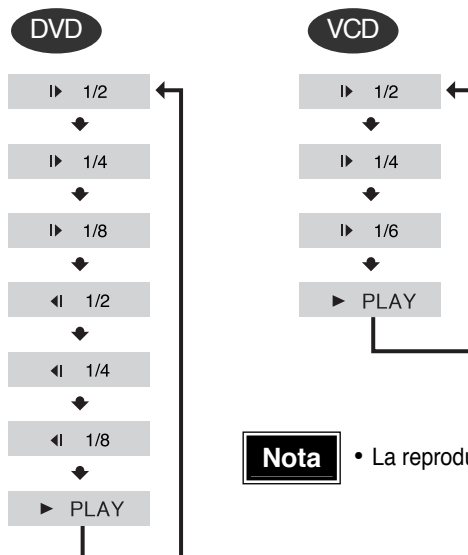 DVD
I▶ 1/2
I▶ 1/4
I▶ 1/8
◀I 1/2
◀I 1/4
◀I 1/8
► PLAY
VCD
I▶ 1/2
I▶ 1/4
I▶ 1/6
► PLAY
Nota
• La